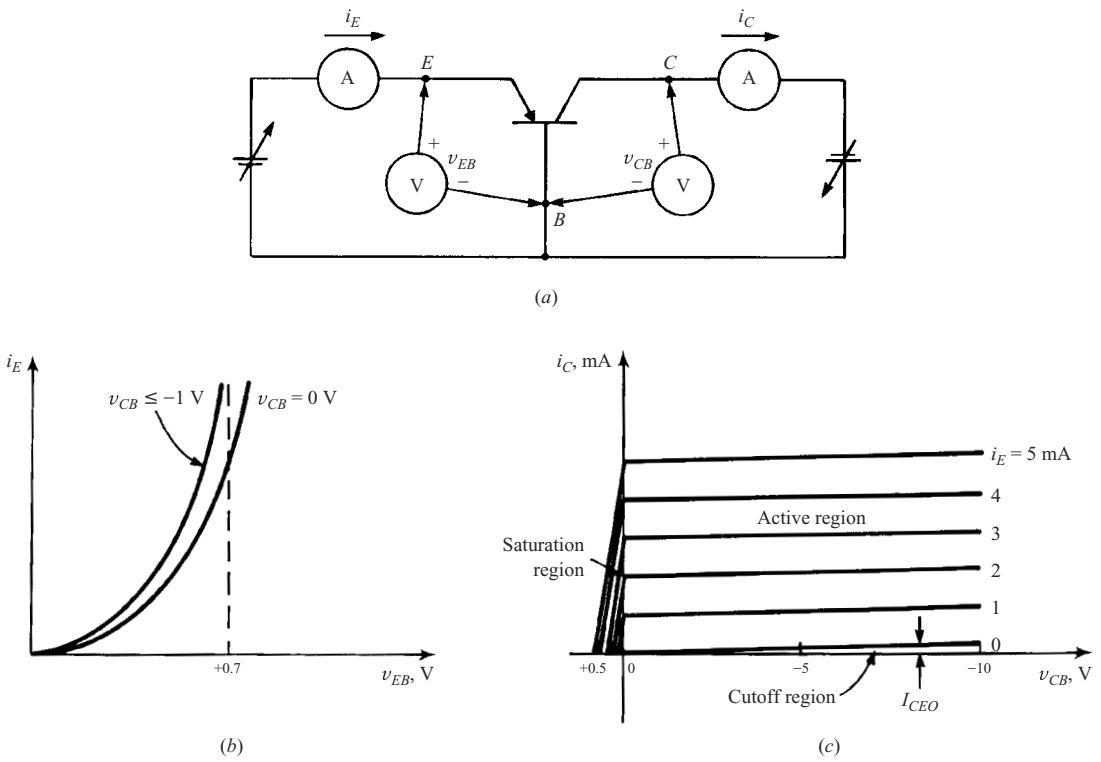 i_E
i_C
A
E
C
A
+
v_EB
−
V
+
v_CB
−
V
B
(a)
i_E
v_CB ≤ −1 V
v_CB = 0 V
+0.7
v_EB, V
(b)
i_C, mA
i_E = 5 mA
4
Active region
3
Saturation
region
2
1
0
+0.5
0
−5
−10
v_CB, V
Cutoff region
I_CEO
(c)